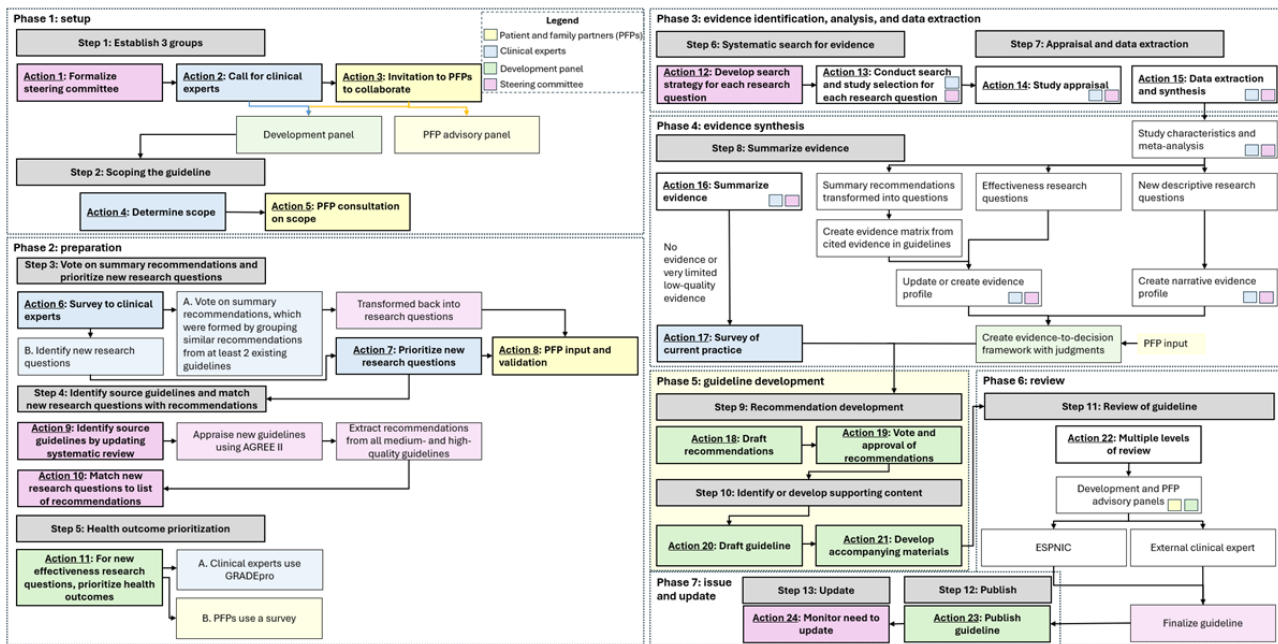 Phase 1: setup
Legend
Patient and family partners (PFPs)
Clinical experts
Development panel
Steering committee
Step 1: Establish 3 groups
Action 1: Formalize
steering committee
Action 2: Call for clinical
experts
Action 3: Invitation to PFPs
to collaborate
Development panel
PFP advisory panel
Step 2: Scoping the guideline
Action 4: Determine scope
Action 5: PFP consultation
on scope
Phase 2: preparation
Step 3: Vote on summary recommendations and
prioritize new research questions
Action 6: Survey to clinical
experts
A. Vote on summary
recommendations, which
were formed by grouping
similar recommendations
from at least 2 existing
guidelines
Transformed back into
research questions
B. Identify new research
questions
Action 7: Prioritize new
research questions
Action 8: PFP input and
validation
Step 4: Identify source guidelines and match
new research questions with recommendations
Action 9: Identify source
guidelines by updating
systematic review
Appraise new guidelines
using AGREE II
Extract recommendations
from all medium- and high-
quality guidelines
Action 10: Match new
research questions to list
of recommendations
Step 5: Health outcome prioritization
Action 11: For new
effectiveness research
questions, prioritize health
outcomes
A. Clinical experts use
GRADEpro
B. PFPs use a survey
Phase 3: evidence identification, analysis, and data extraction
Step 6: Systematic search for evidence
Step 7: Appraisal and data extraction
Action 12: Develop search
strategy for each research
question
Action 13: Conduct search
and study selection for
each research question
Action 14: Study appraisal
Action 15: Data extraction
and synthesis
Phase 4: evidence synthesis
Step 8: Summarize evidence
Study characteristics and
meta-analysis
Action 16: Summarize
evidence
Summary recommendations
transformed into questions
Effectiveness research
questions
New descriptive research
questions
Create evidence matrix from
cited evidence in guidelines
No
evidence or
very limited
low-quality
evidence
Update or create evidence
profile
Create narrative evidence
profile
Action 17: Survey of
current practice
Create evidence-to-decision
framework with judgments
PFP input
Phase 5: guideline development
Step 9: Recommendation development
Action 18: Draft
recommendations
Action 19: Vote and
approval of
recommendations
Step 10: Identify or develop supporting content
Action 20: Draft guideline
Action 21: Develop
accompanying materials
Phase 6: review
Step 11: Review of guideline
Action 22: Multiple levels
of review
Development and PFP
advisory panels
ESPNIC
External clinical expert
Finalize guideline
Phase 7: issue
and update
Step 13: Update
Step 12: Publish
Action 24: Monitor need to
update
Action 23: Publish
guideline